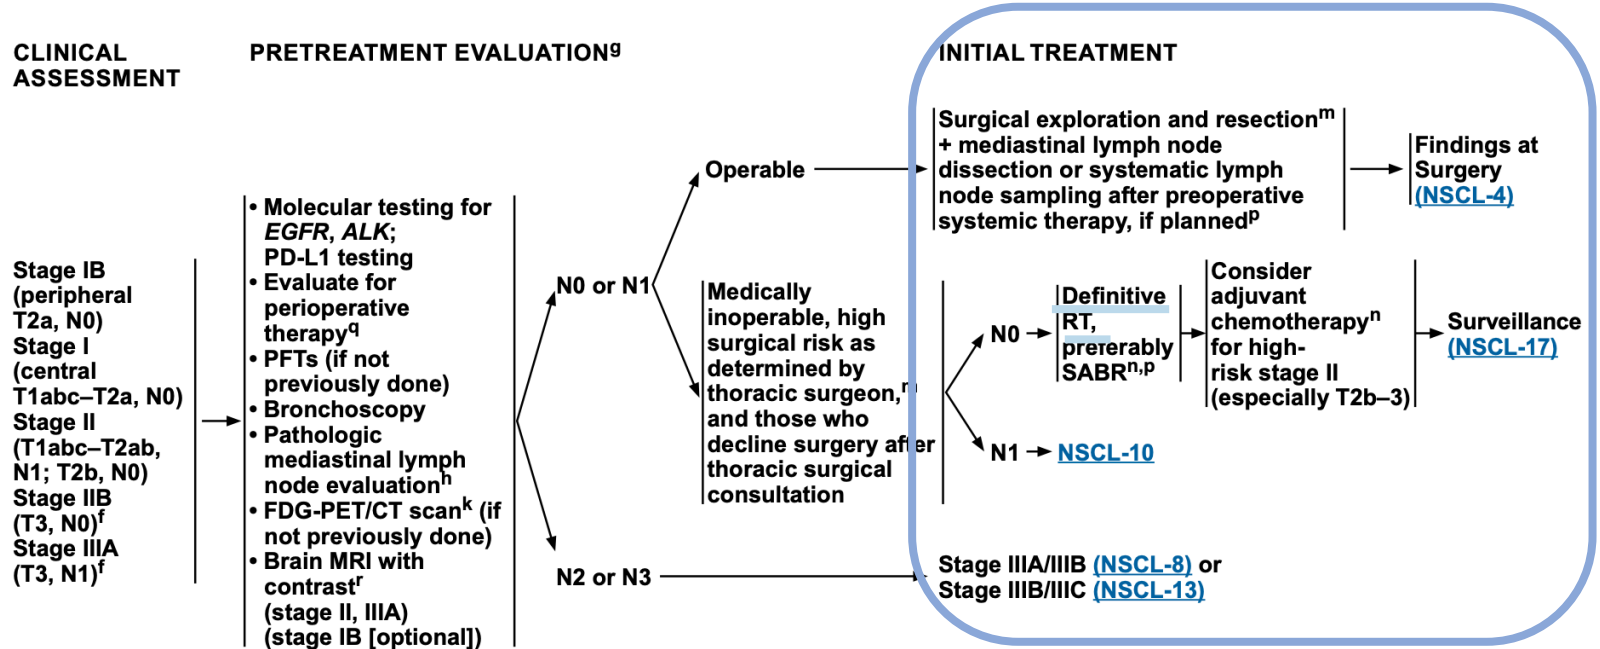 CLINICAL
ASSESSMENT
PRETREATMENT EVALUATIONg
INITIAL TREATMENT
Stage IB
(peripheral
T2a, N0)
Stage I
(central
T1abc–T2a, N0)
Stage II
(T1abc–T2ab,
N1; T2b, N0)
Stage IIB
(T3, N0)f
Stage IIIA
(T3, N1)f
• Molecular testing for
EGFR, ALK;
PD-L1 testing
• Evaluate for
perioperative
therapyq
• PFTs (if not
previously done)
• Bronchoscopy
• Pathologic
mediastinal lymph
node evaluationh
• FDG-PET/CT scank (if
not previously done)
• Brain MRI with
contrastr
(stage II, IIIA)
(stage IB [optional])
N0 or N1
Operable
Surgical exploration and resectionm
+ mediastinal lymph node
dissection or systematic lymph
node sampling after preoperative
systemic therapy, if plannedp
Findings at
Surgery
(NSCL-4)
Medically
inoperable, high
surgical risk as
determined by
thoracic surgeon,
and those who
decline surgery after
thoracic surgical
consultation
N0
Definitive
RT,
preferably
SABRn,p
Consider
adjuvant
chemotherapyn
for high-
risk stage II
(especially T2b–3)
Surveillance
(NSCL-17)
N1
NSCL-10
N2 or N3
Stage IIIA/IIIB (NSCL-8) or
Stage IIIB/IIIC (NSCL-13)